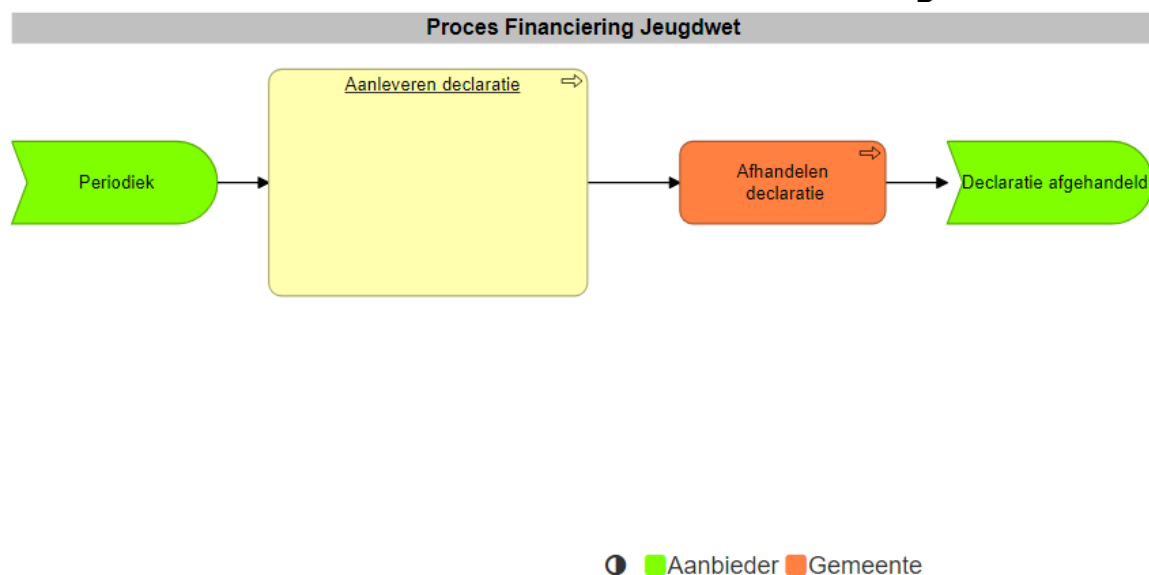 Proces Financiering Jeugdwet
Aanleveren declaratie
Periodiek
Afhandelen
declaratie
Declaratie afgehandeld
Aanbieder Gemeente